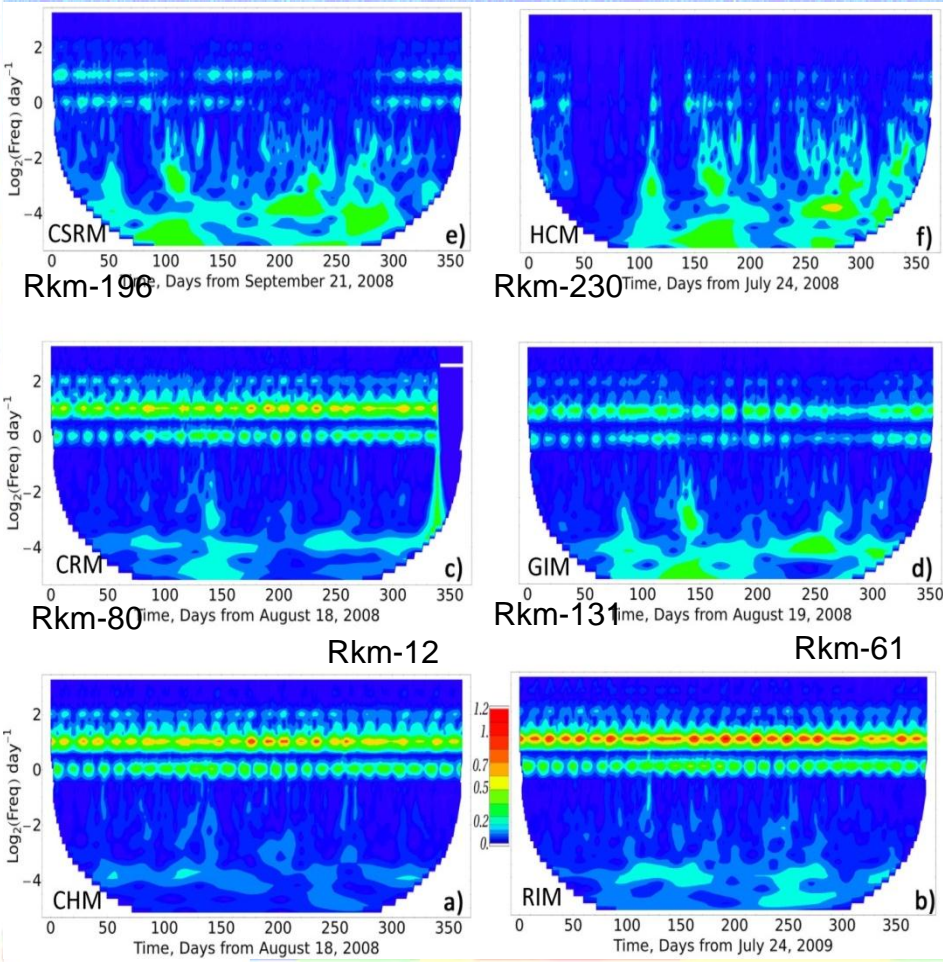 2
0
−2
−4
Log₂(Freq) day⁻¹
CSRM
e)
0 50 100 150 200 250 300 350
Time, Days from September 21, 2008
Rkm-196
HCM
f)
0 50 100 150 200 250 300 350
Time, Days from July 24, 2008
Rkm-230
2
0
−2
−4
Log₂(Freq) day⁻¹
CRM
c)
0 50 100 150 200 250 300 350
Time, Days from August 18, 2008
Rkm-80
GIM
d)
0 50 100 150 200 250 300 350
Time, Days from August 19, 2008
Rkm-131
Rkm-12
Rkm-61
2
0
−2
−4
Log₂(Freq) day⁻¹
CHM
a)
0 50 100 150 200 250 300 350
Time, Days from August 18, 2008
1.2
1.
0.7
0.5
0.2
0.
RIM
b)
0 50 100 150 200 250 300 350
Time, Days from July 24, 2009